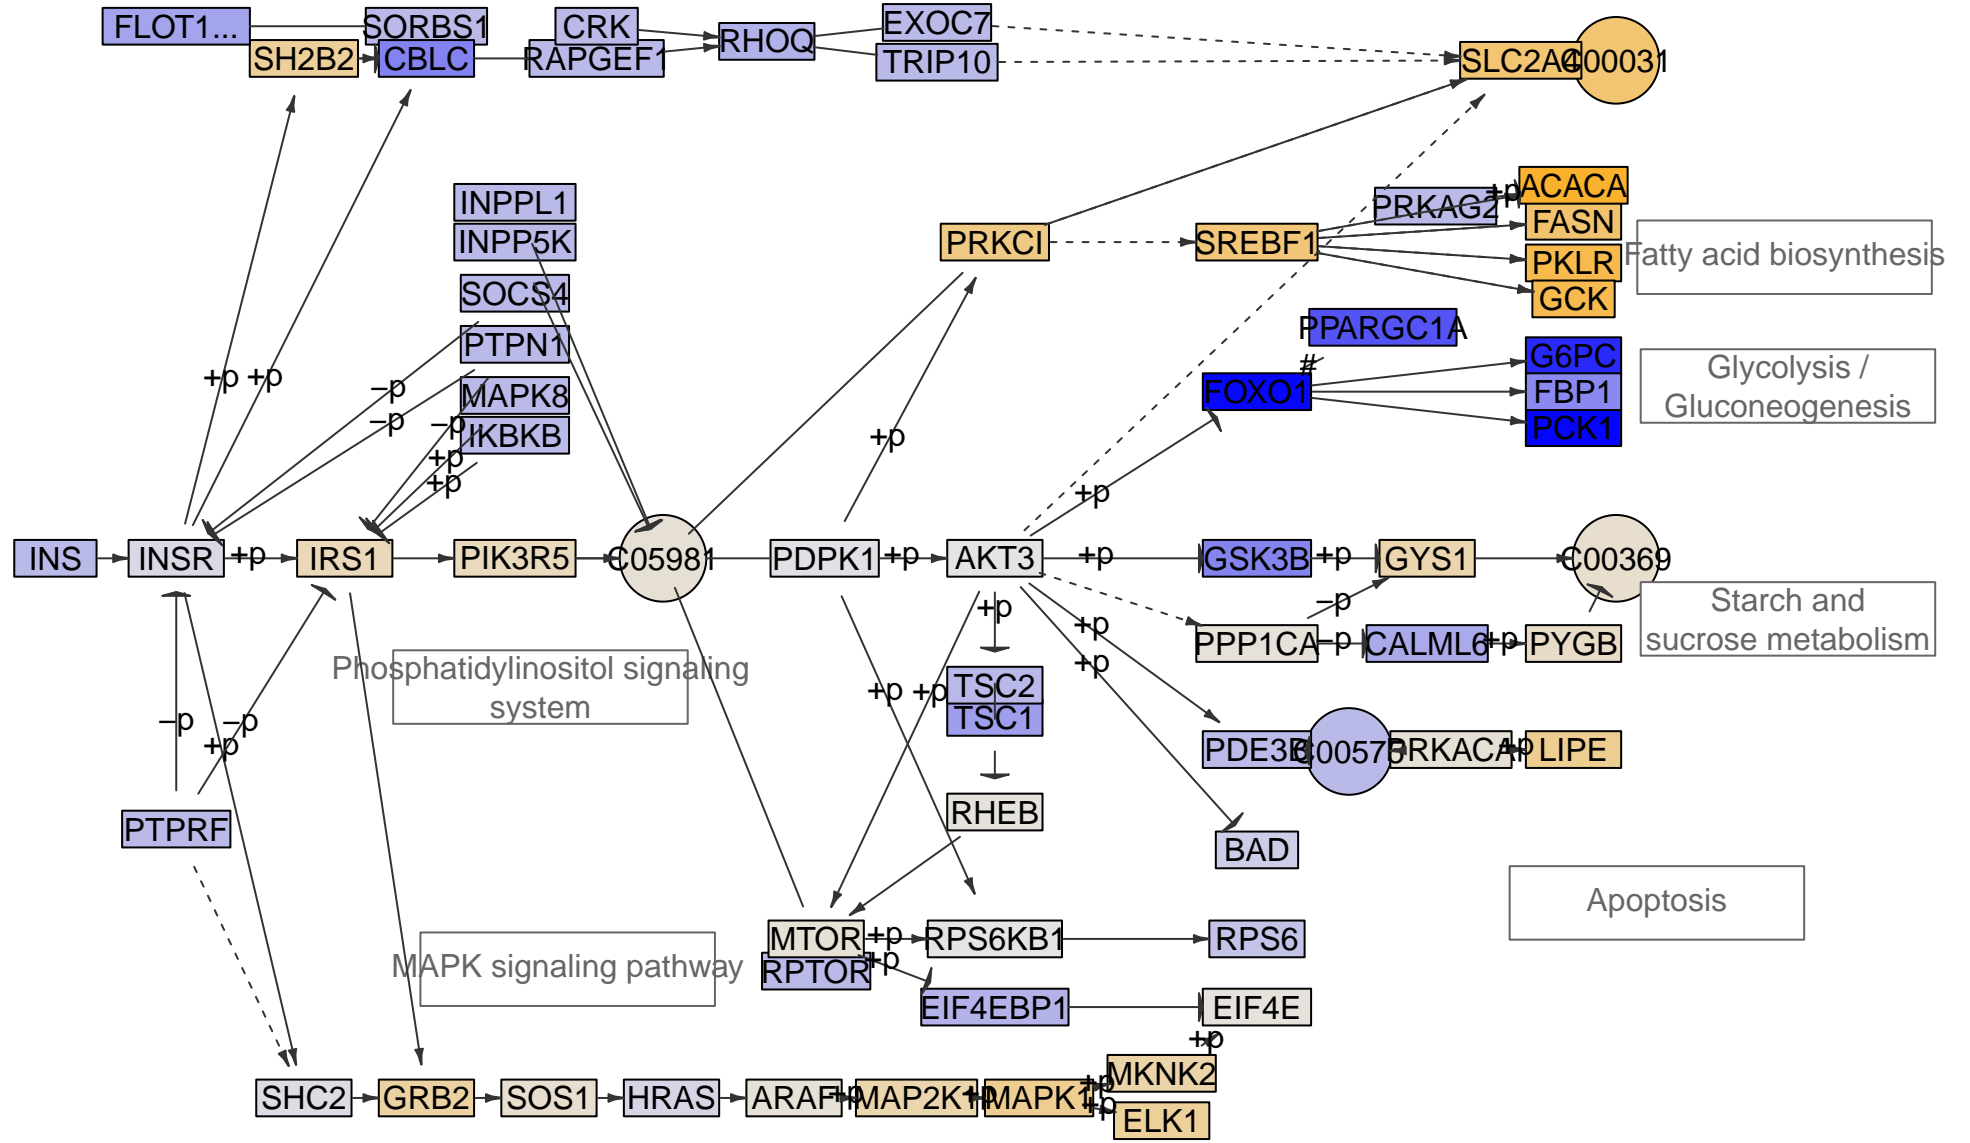 FLOT1...
SORBS1
CRK
EXOC7
SH2B2
CBLC
RAPGEF1
RHOQ
TRIP10
SLC2A4
C00031
INPPL1
INPP5K
SOCS4
PTPN1
MAPK8
IKBKB
PRKCI
SREBF1
PRKAG2
+p
ACACA
FASN
PKLR
GCK
Fatty acid biosynthesis
PPARGC1A
#
FOXO1
G6PC
FBP1
PCK1
Glycolysis /
Gluconeogenesis
+p
+p
−p
−p
−p
+p
+p
+p
+p
INS
INSR
+p
IRS1
PIK3R5
C05981
PDPK1
+p
AKT3
+p
GSK3B
+p
GYS1
C00369
+p
+p
+p
−p
PPP1CA
−p
CALML6
+p
PYGB
Starch and
sucrose metabolism
Phosphatidylinositol signaling
system
−p
+p
−p
+p
+p
TSC2
TSC1
PDE3B
C00575
PRKACA
+p
LIPE
PTPRF
RHEB
BAD
Apoptosis
MAPK signaling pathway
MTOR
RPTOR
+p
+p
RPS6KB1
RPS6
EIF4EBP1
EIF4E
+p
SHC2
GRB2
SOS1
HRAS
ARAF
+p
MAP2K1
+p
MAPK1
+p
+p
MKNK2
ELK1